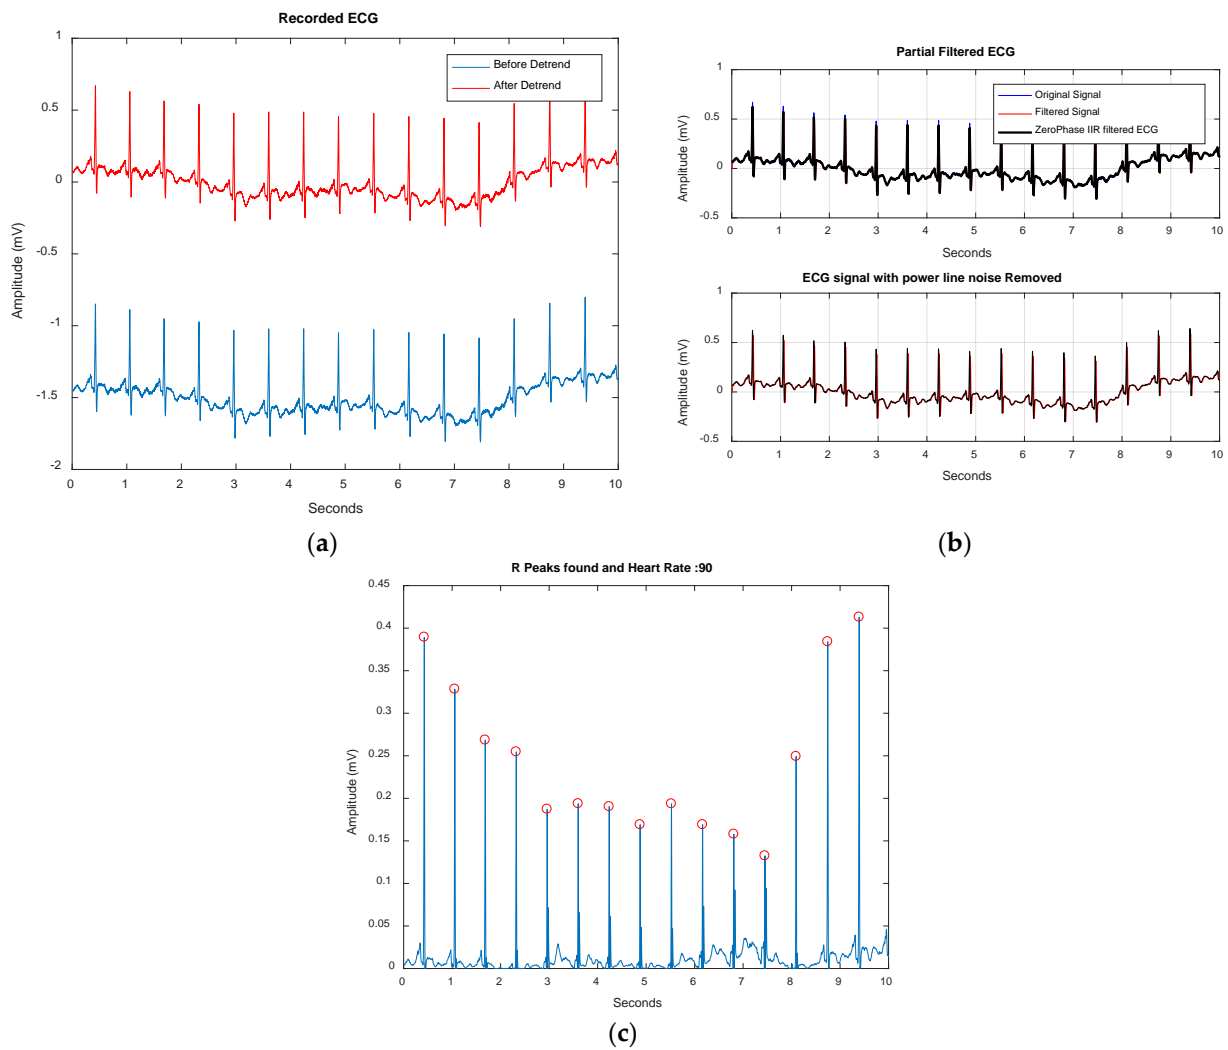 Recorded ECG
1
0.5
0
-0.5
-1
-1.5
-2
Amplitude (mV)
Before Detrend
After Detrend
0 1 2 3 4 5 6 7 8 9 10
Seconds
(a)
Partial Filtered ECG
1
0.5
0
-0.5
Amplitude (mV)
Original Signal
Filtered Signal
ZeroPhase IIR filtered ECG
0 1 2 3 4 5 6 7 8 9 10
Seconds
ECG signal with power line noise Removed
1
0.5
0
-0.5
Amplitude (mV)
0 1 2 3 4 5 6 7 8 9 10
Seconds
(b)
R Peaks found and Heart Rate :90
0.45
0.4
0.35
0.3
0.25
0.2
0.15
0.1
0.05
0
Amplitude (mV)
0 1 2 3 4 5 6 7 8 9 10
Seconds
(c)